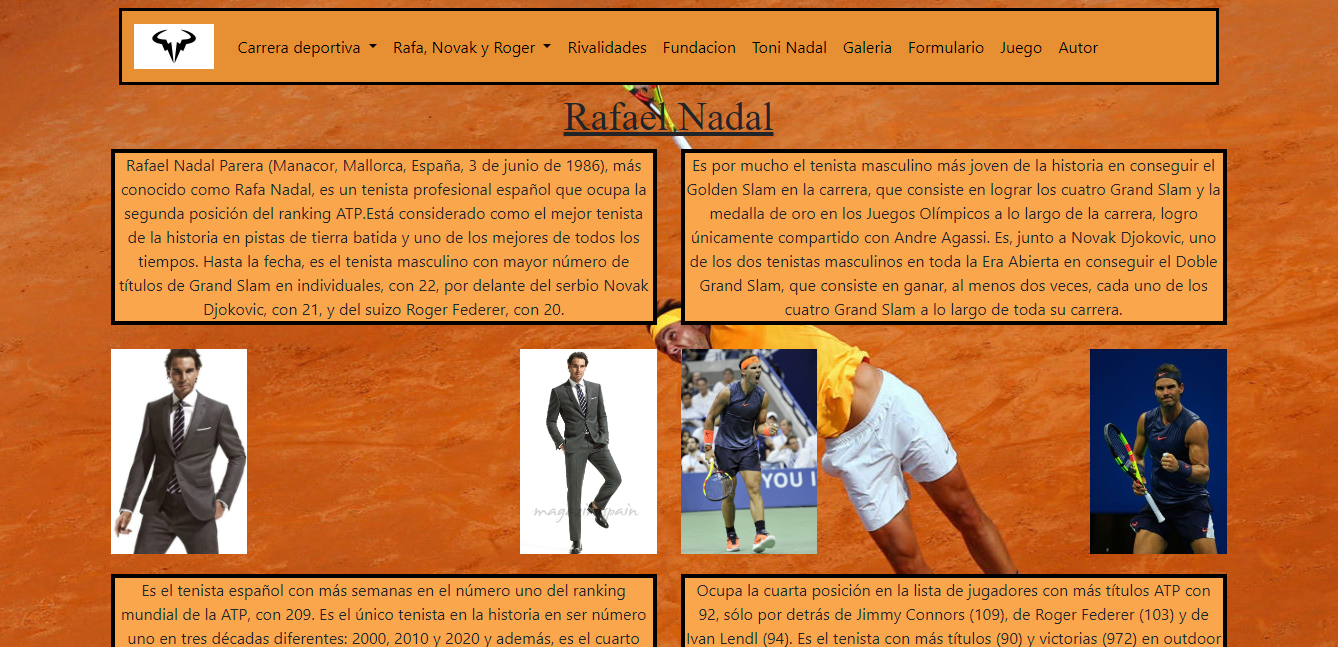 Carrera deportiva Rafa, Novak y Roger Rivalidades Fundacion Toni Nadal Galeria Formulario Juego Autor
Rafael Nadal
Rafael Nadal Parera (Manacor, Mallorca, España, 3 de junio de 1986), más
conocido como Rafa Nadal, es un tenista profesional español que ocupa la
segunda posición del ranking ATP.Está considerado como el mejor tenista
de la historia en pistas de tierra batida y uno de los mejores de todos los
tiempos. Hasta la fecha, es el tenista masculino con mayor número de
títulos de Grand Slam en individuales, con 22, por delante del serbio Novak
Djokovic, con 21, y del suizo Roger Federer, con 20.
Es por mucho el tenista masculino más joven de la historia en conseguir el
Golden Slam en la carrera, que consiste en lograr los cuatro Grand Slam y la
medalla de oro en los Juegos Olímpicos a lo largo de la carrera, logro
únicamente compartido con Andre Agassi. Es, junto a Novak Djokovic, uno
de los dos tenistas masculinos en toda la Era Abierta en conseguir el Doble
Grand Slam, que consiste en ganar, al menos dos veces, cada uno de los
cuatro Grand Slam a lo largo de toda su carrera.
YOU
Es el tenista español con más semanas en el número uno del ranking
mundial de la ATP, con 209. Es el único tenista en la historia en ser número
uno en tres décadas diferentes: 2000, 2010 y 2020 y además, es el cuarto
Ocupa la cuarta posición en la lista de jugadores con más títulos ATP con
92, sólo por detrás de Jimmy Connors (109), de Roger Federer (103) y de
Ivan Lendl (94). Es el tenista con más títulos (90) y victorias (972) en outdoor